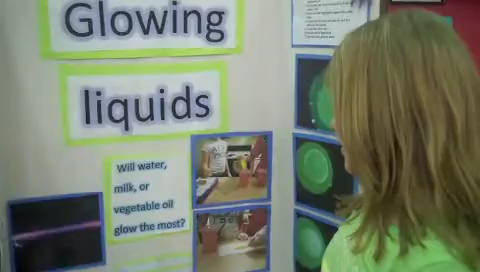 Glowing
liquids
Will water,
milk, or
vegetable oil
glow the most?